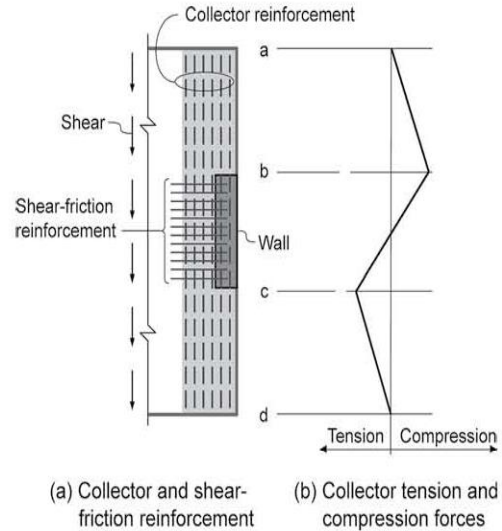 Collector reinforcement
a
Shear
b
Shear-friction
reinforcement
Wall
c
d
Tension
Compression
(a) Collector and shear-
friction reinforcement
(b) Collector tension and
compression forces